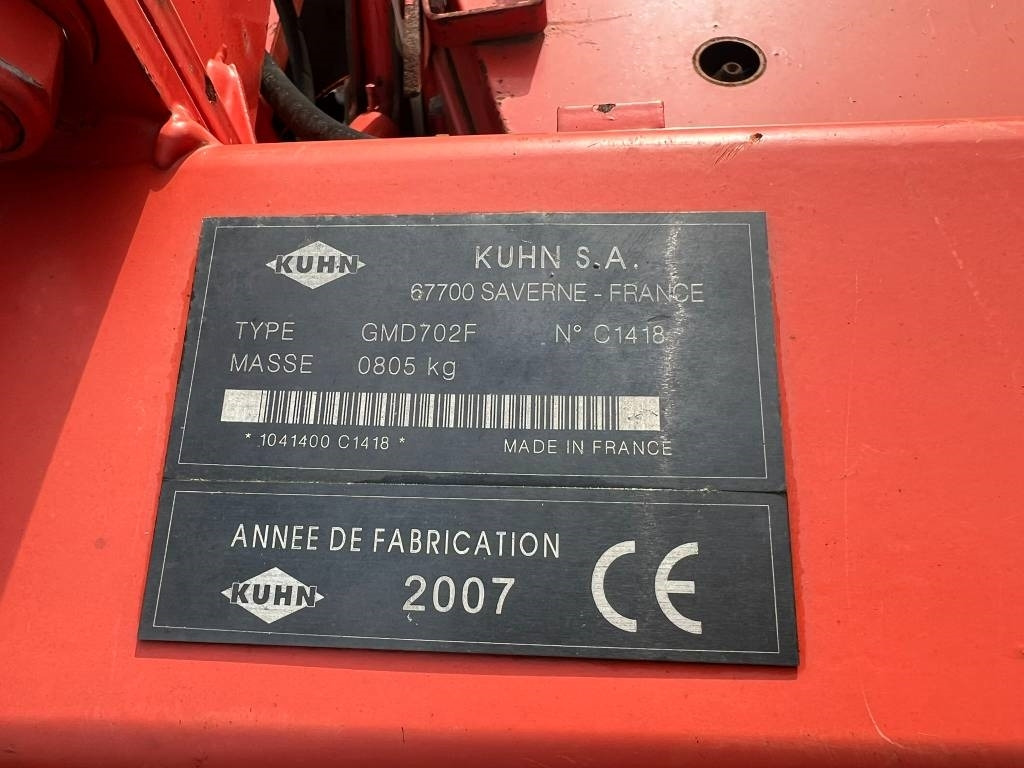 KUHN KUHN S.A.
67700 SAVERNE - FRANCE
TYPE GMD702F N° C1418
MASSE 0805 kg
* 1041400 C1418 * MADE IN FRANCE
ANNEE DE FABRICATION
KUHN 2007 CE